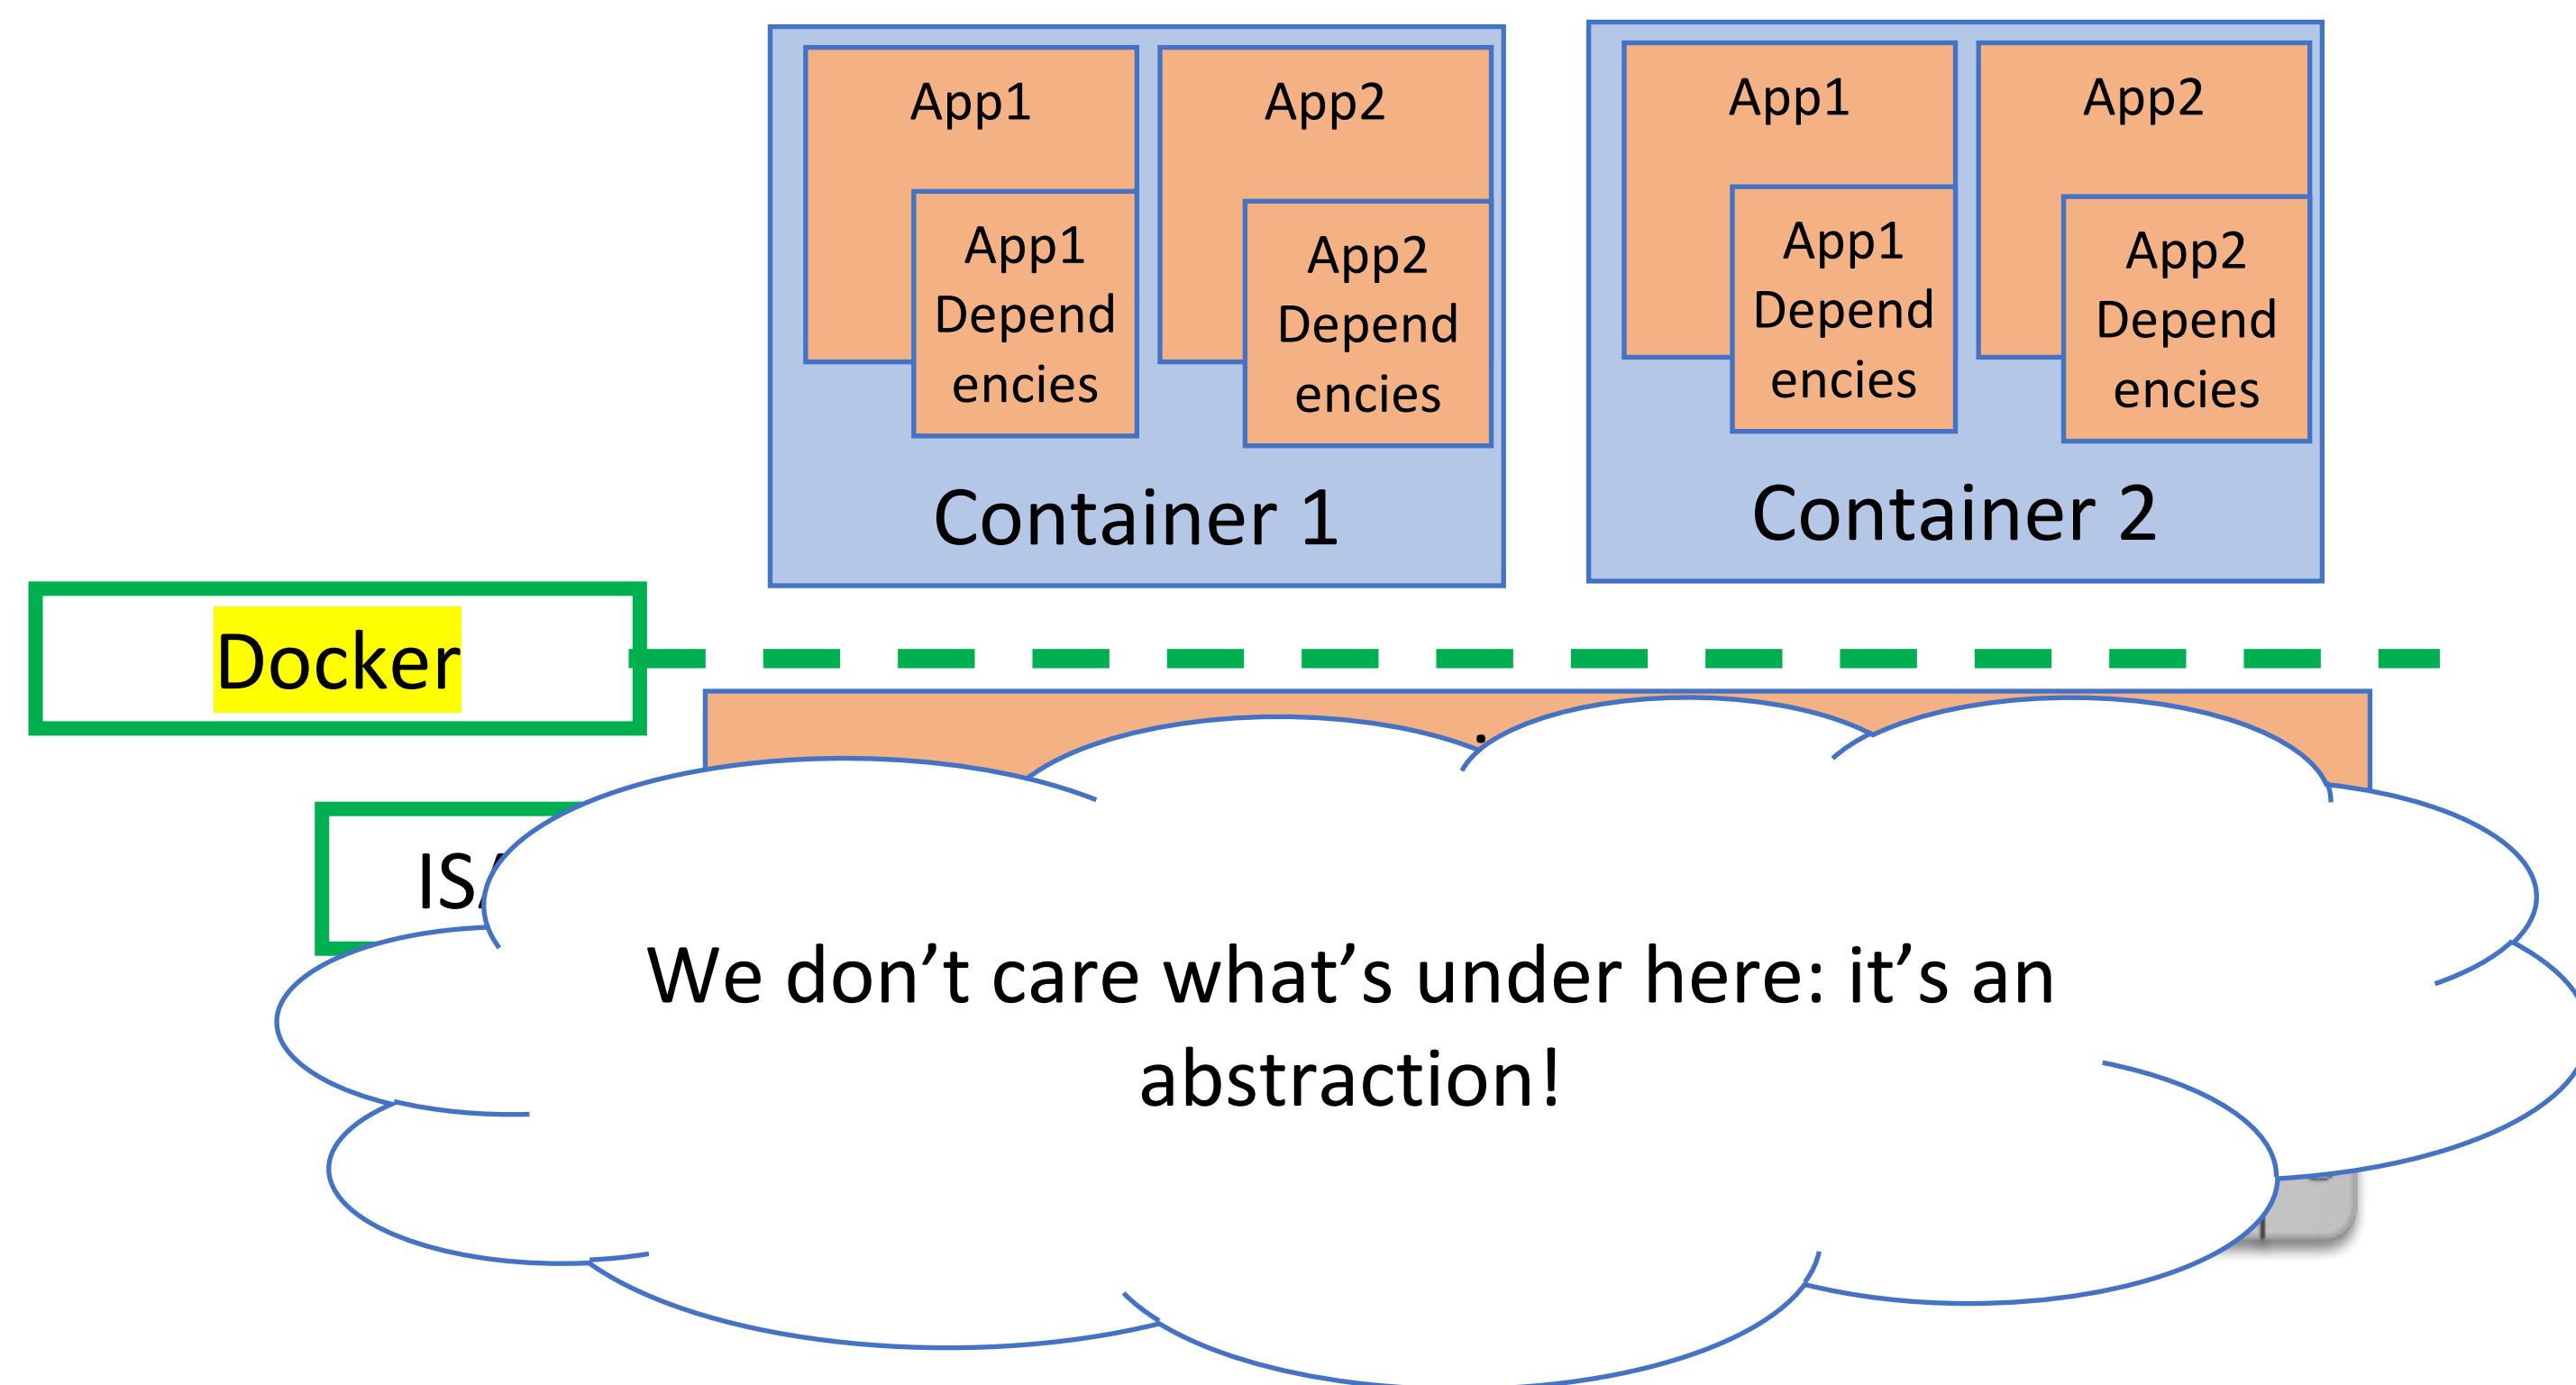 App1
App2
App1
Depend
encies
App2
Depend
encies
Container 1
App1
App2
App1
Depend
encies
App2
Depend
encies
Container 2
Docker
We don’t care what’s under here: it’s an
abstraction!